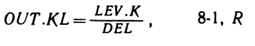 OUT.KL = LEV.K / DEL , 8-1, R